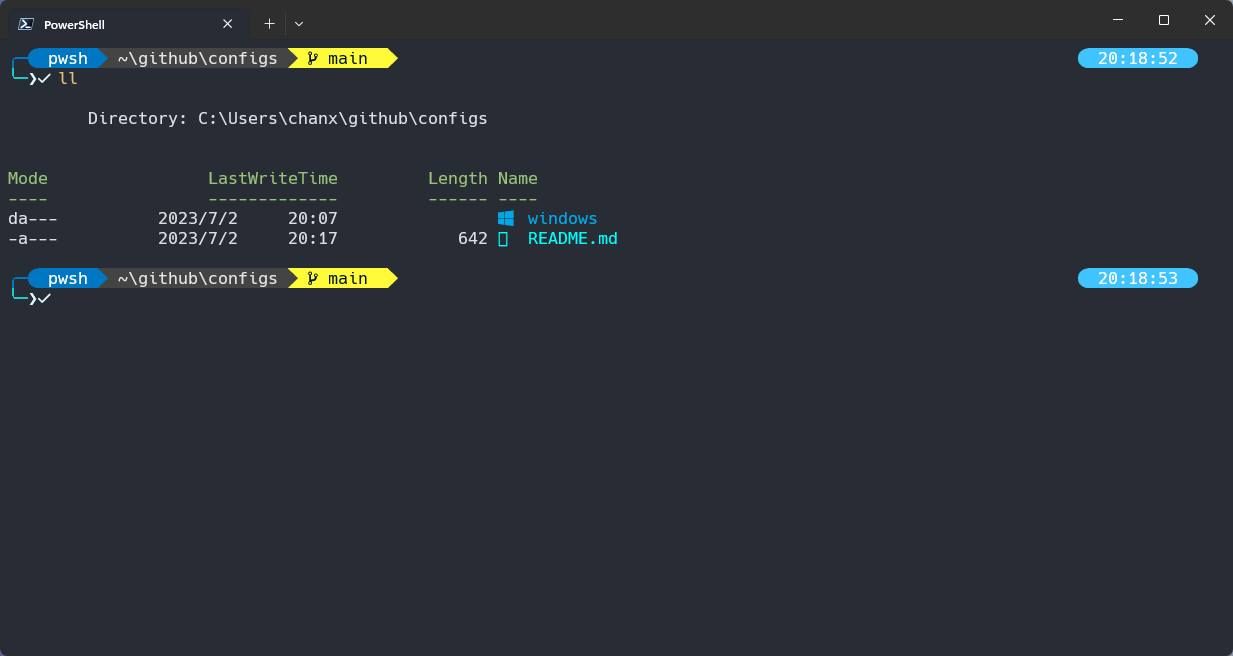 PowerShell
pwsh ~\github\configs main 20:18:52
❯✓ ll
Directory: C:\Users\chanx\github\configs
Mode LastWriteTime Length Name
---- ------------- ------ ----
da--- 2023/7/2 20:07 windows
-a--- 2023/7/2 20:17 642 README.md
pwsh ~\github\configs main 20:18:53
❯✓